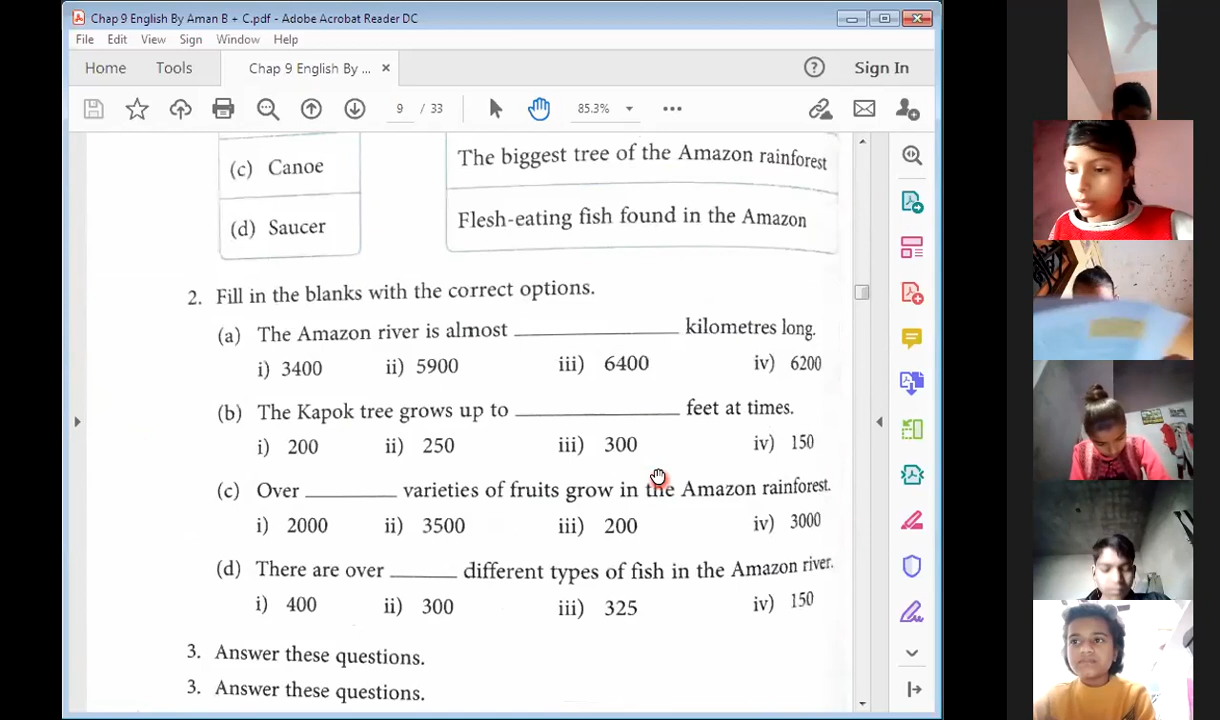 Chap 9 English By Aman B + C.pdf - Adobe Acrobat Reader DC
File Edit View Sign Window Help
Home Tools Chap 9 English By ... × Sign In
9 / 33 85.3%
(c) Canoe
The biggest tree of the Amazon rainforest
(d) Saucer
Flesh-eating fish found in the Amazon
2. Fill in the blanks with the correct options.
(a) The Amazon river is almost ____________ kilometres long.
i) 3400 ii) 5900 iii) 6400 iv) 6200
(b) The Kapok tree grows up to ____________ feet at times.
i) 200 ii) 250 iii) 300 iv) 150
(c) Over _______ varieties of fruits grow in the Amazon rainforest.
i) 2000 ii) 3500 iii) 200 iv) 3000
(d) There are over _____ different types of fish in the Amazon river.
i) 400 ii) 300 iii) 325 iv) 150
3. Answer these questions.
3. Answer these questions.